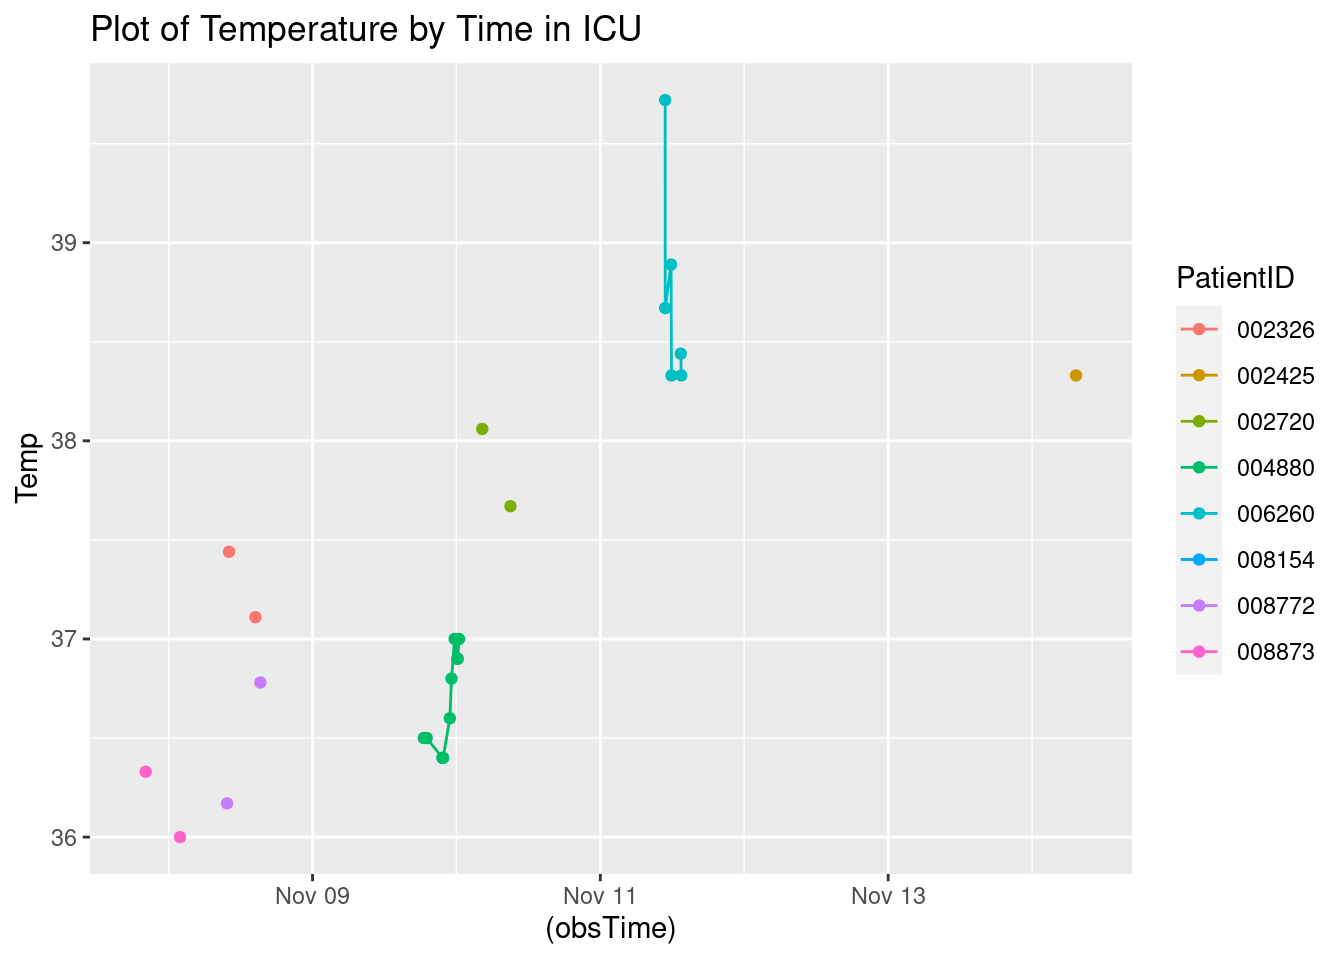 Plot of Temperature by Time in ICU
39
38
37
36
Temp
Nov 09
Nov 11
Nov 13
(obsTime)
PatientID
002326
002425
002720
004880
006260
008154
008772
008873